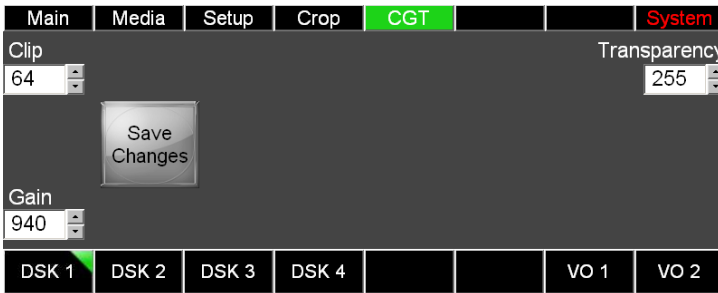 Main Media Setup Crop CGT System
Clip Transparency
64 255
Save
Changes
Gain
940
DSK 1 DSK 2 DSK 3 DSK 4 VO 1 VO 2